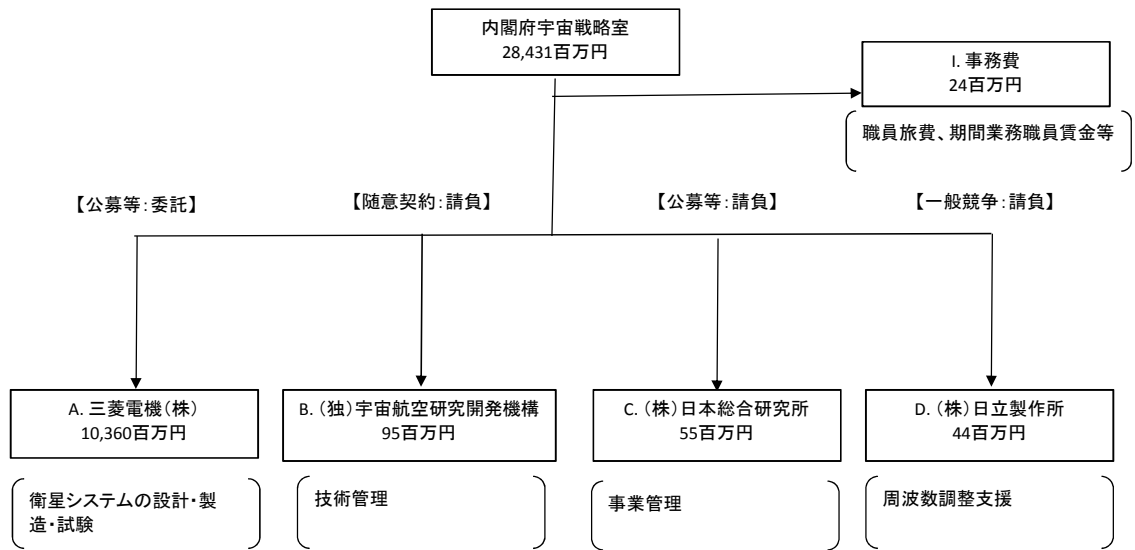 内閣府宇宙戦略室
28,431百万円
I. 事務費
24百万円
職員旅費、期間業務職員賃金等
【公募等：委託】
【随意契約：請負】
【公募等：請負】
【一般競争：請負】
A. 三菱電機（株）
10,360百万円
B. （独）宇宙航空研究開発機構
95百万円
C. （株）日本総合研究所
55百万円
D. （株）日立製作所
44百万円
衛星システムの設計・製
造・試験
技術管理
事業管理
周波数調整支援